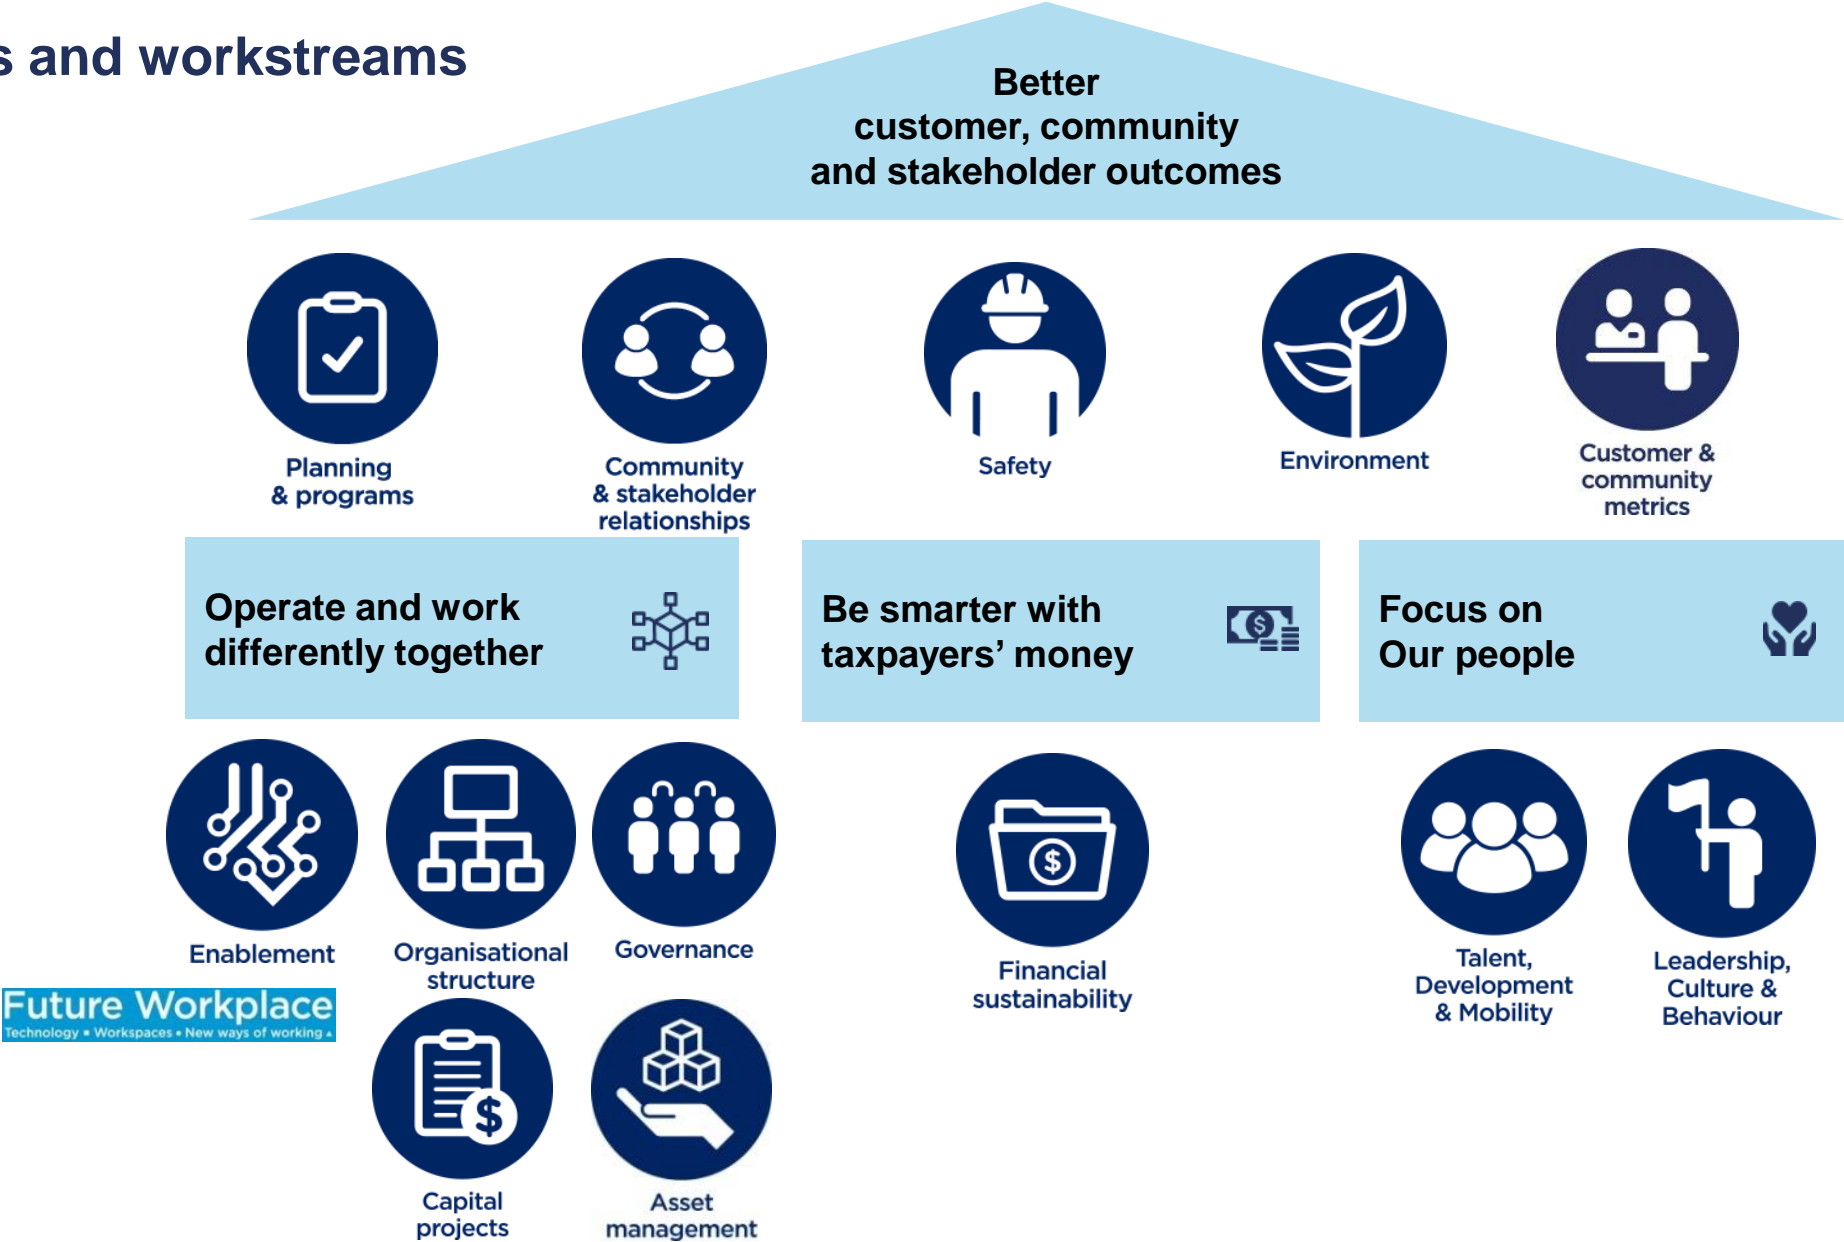 s and workstreams
Better
customer, community
and stakeholder outcomes
Planning
& programs
Community
& stakeholder
relationships
Safety
Environment
Customer &
community
metrics
Operate and work
differently together
Be smarter with
taxpayers’ money
Focus on
Our people
Enablement
Organisational
structure
Governance
Financial
sustainability
Talent,
Development
& Mobility
Leadership,
Culture &
Behaviour
Future Workplace
Technology ▪ Workspaces ▪ New ways of working
Capital
projects
Asset
management